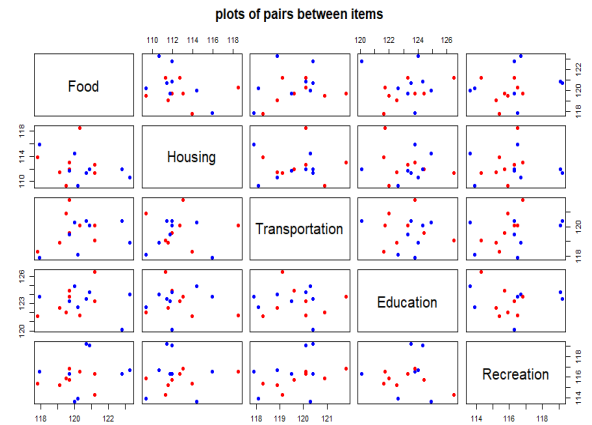 plots of pairs between items
110 112 114 116 118
120 122 124 126
Food
118 120 122
110 114 118
Housing
Transportation
118 120
120 123 126
Education
Recreation
114 116 118
118 120 122
118 119 120 121
114 116 118